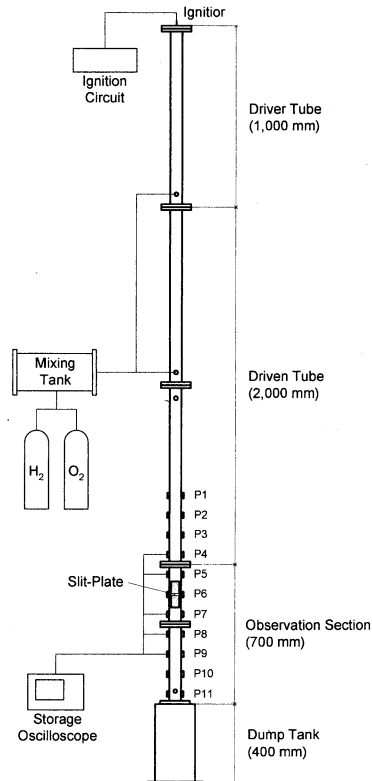 Ignitior
Ignition
Circuit
Driver Tube
(1,000 mm)
Mixing
Tank
H2
O2
Driven Tube
(2,000 mm)
P1
P2
P3
P4
P5
Slit-Plate
P6
P7
P8
P9
P10
P11
Observation Section
(700 mm)
Storage
Oscilloscope
Dump Tank
(400 mm)